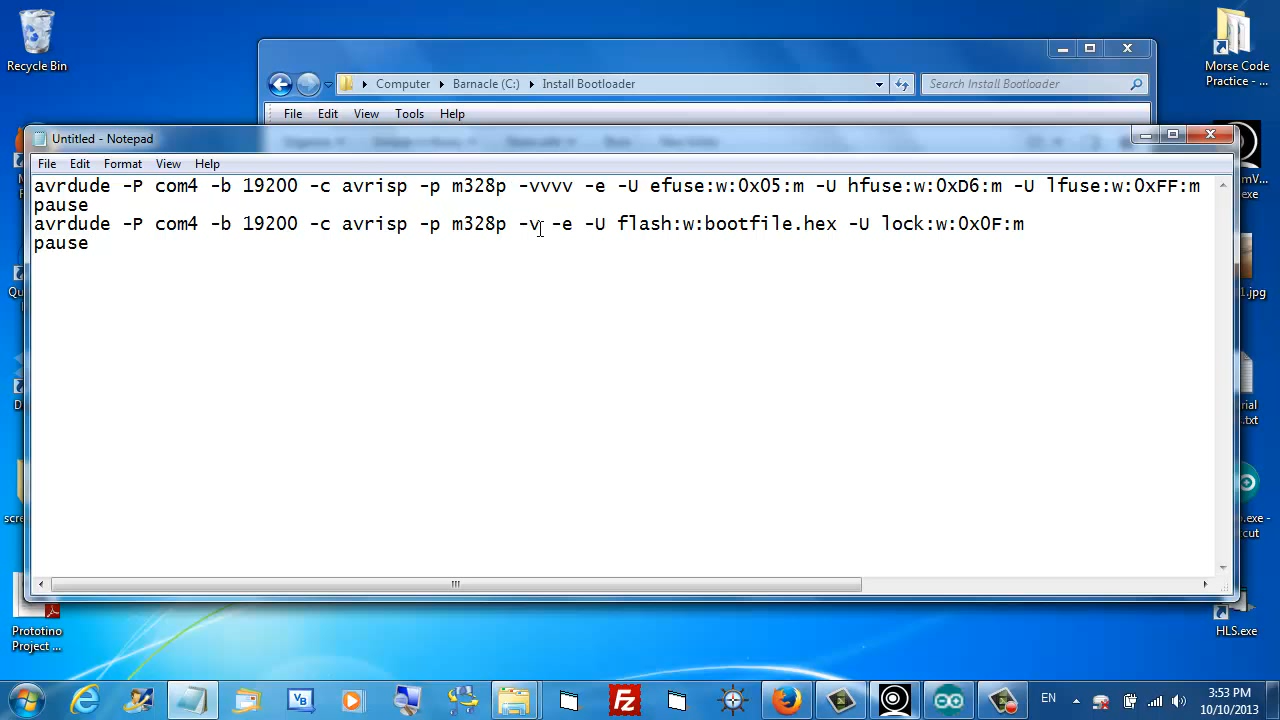 Recycle Bin
Morse Code
Practice - ...
Computer
Barnacle (C:)
Install Bootloader
Search Install Bootloader
File Edit View Tools Help
Untitled - Notepad
File Edit Format View Help
avrdude -P com4 -b 19200 -c avrisp -p m328p -vvvv -e -U efuse:w:0x05:m -U hfuse:w:0xD6:m -U lfuse:w:0xFF:m
pause
avrdude -P com4 -b 19200 -c avrisp -p m328p -v -e -U flash:w:bootfile.hex -U lock:w:0x0F:m
pause
Prototino
Project ...
HLS.exe
EN
3:53 PM
10/10/2013